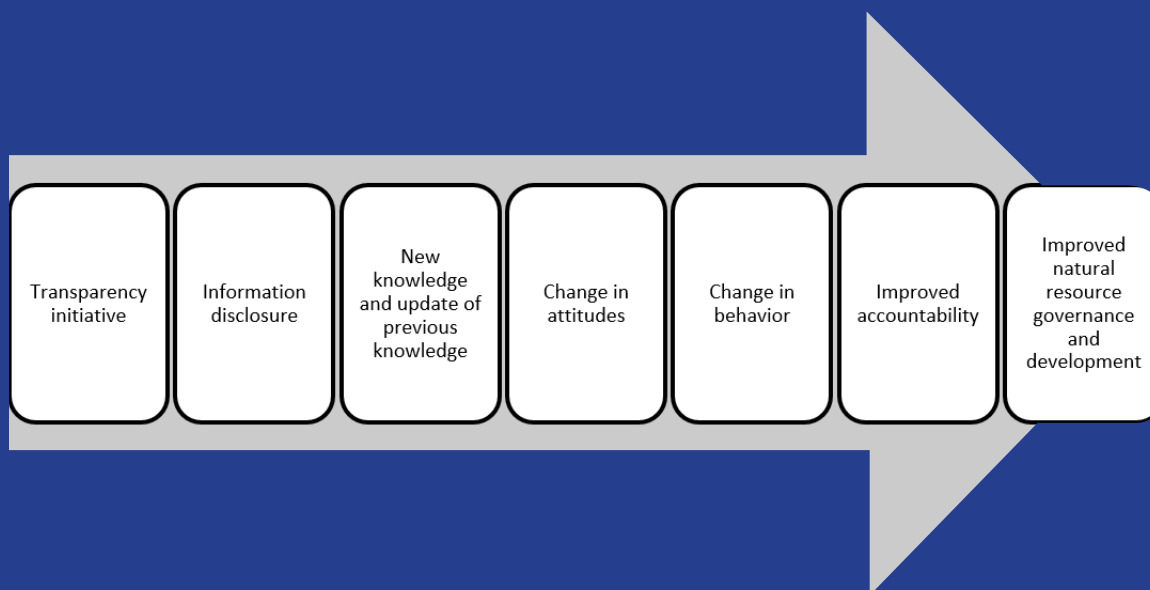 Transparency
initiative
Information
disclosure
New
knowledge
and update of
previous
knowledge
Change in
attitudes
Change in
behavior
Improved
accountability
Improved
natural
resource
governance
and
development